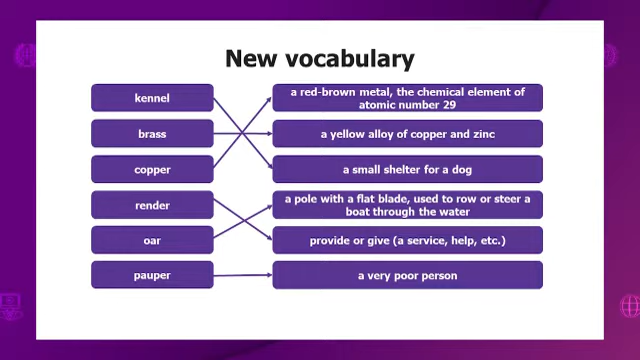 New vocabulary
kennel
a red-brown metal, the chemical element of
atomic number 29
brass
a yellow alloy of copper and zinc
copper
a small shelter for a dog
render
a pole with a flat blade, used to row or steer a
boat through the water
oar
provide or give (a service, help, etc.)
pauper
a very poor person